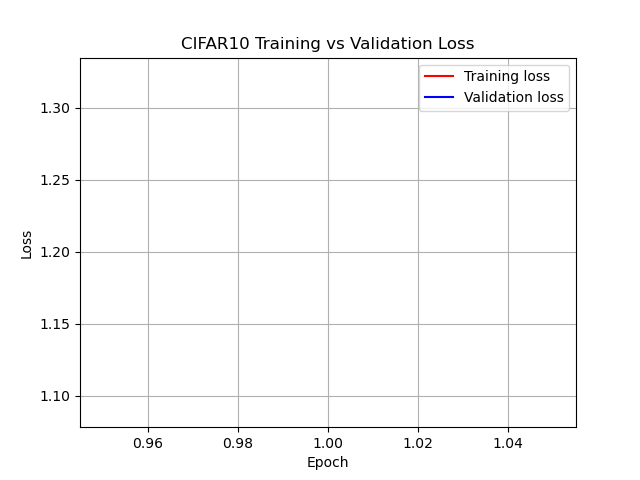 CIFAR10 Training vs Validation Loss
Training loss
Validation loss
1.30
1.25
1.20
1.15
1.10
Loss
0.96 0.98 1.00 1.02 1.04
Epoch